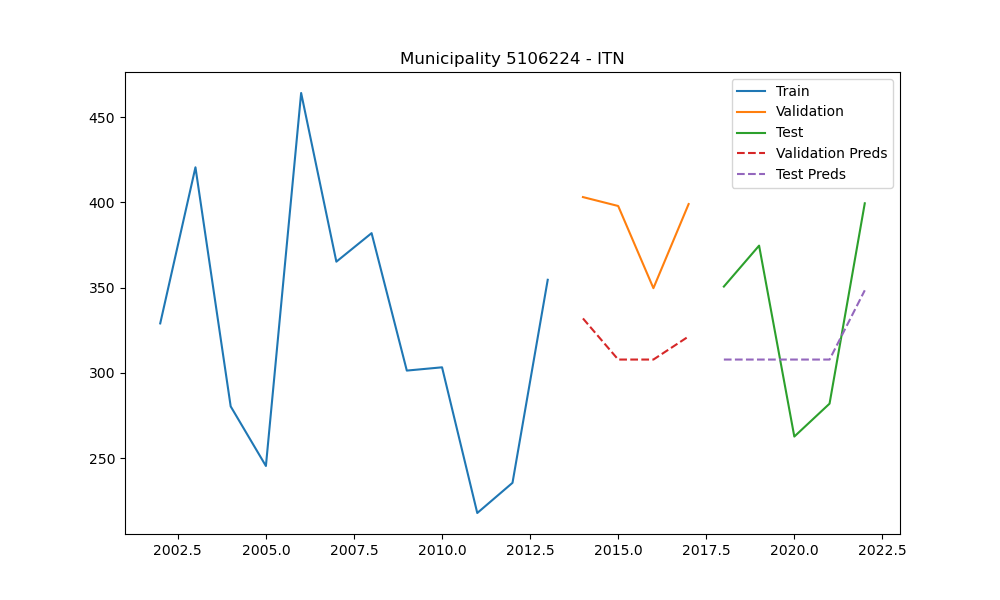 Municipality 5106224 - ITN
Train
Validation
Test
Validation Preds
Test Preds
450
400
350
300
250
2002.5 2005.0 2007.5 2010.0 2012.5 2015.0 2017.5 2020.0 2022.5